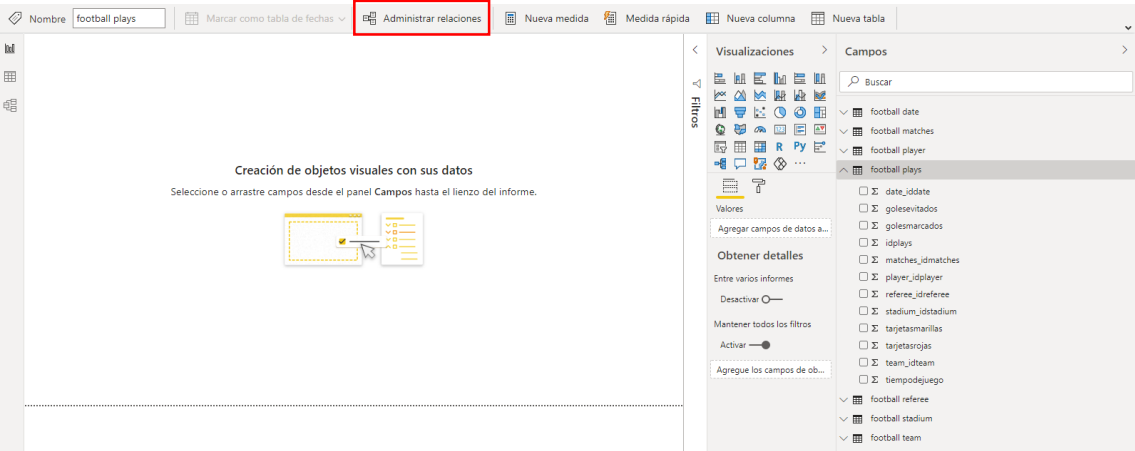 Nombre football plays Marcar como tabla de fechas Administrar relaciones Nueva medida Medida rápida Nueva columna Nueva tabla
Creación de objetos visuales con sus datos
Seleccione o arrastre campos desde el panel Campos hasta el lienzo del informe.
Filtros
Visualizaciones
R Py
Valores
Agregar campos de datos a...
Obtener detalles
Entre varios informes
Desactivar
Mantener todos los filtros
Activar
Agregue los campos de ob...
Campos
Buscar
football date
football matches
football player
football plays
Σ date_iddate
Σ golesevitados
Σ golesmarcados
Σ idplays
Σ matches_idmatches
Σ player_idplayer
Σ referee_idreferee
Σ stadium_idstadium
Σ tarjetasmarillas
Σ tarjetasrojas
Σ team_idteam
Σ tiempodejuego
football referee
football stadium
football team